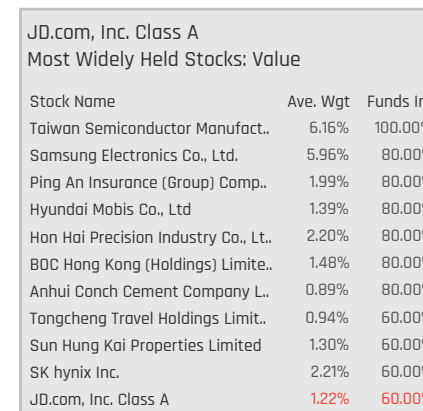 JD.com, Inc. Class A
Most Widely Held Stocks: Value
Stock Name Ave. Wgt Funds In
Taiwan Semiconductor Manufact.. 6.16% 100.00%
Samsung Electronics Co., Ltd. 5.96% 80.00%
Ping An Insurance (Group) Comp.. 1.99% 80.00%
Hyundai Mobis Co., Ltd 1.39% 80.00%
Hon Hai Precision Industry Co., Lt.. 2.20% 80.00%
BOC Hong Kong (Holdings) Limite.. 1.48% 80.00%
Anhui Conch Cement Company L.. 0.89% 80.00%
Tongcheng Travel Holdings Limit.. 0.94% 60.00%
Sun Hung Kai Properties Limited 1.30% 60.00%
SK hynix Inc. 2.21% 60.00%
JD.com, Inc. Class A 1.22% 60.00%